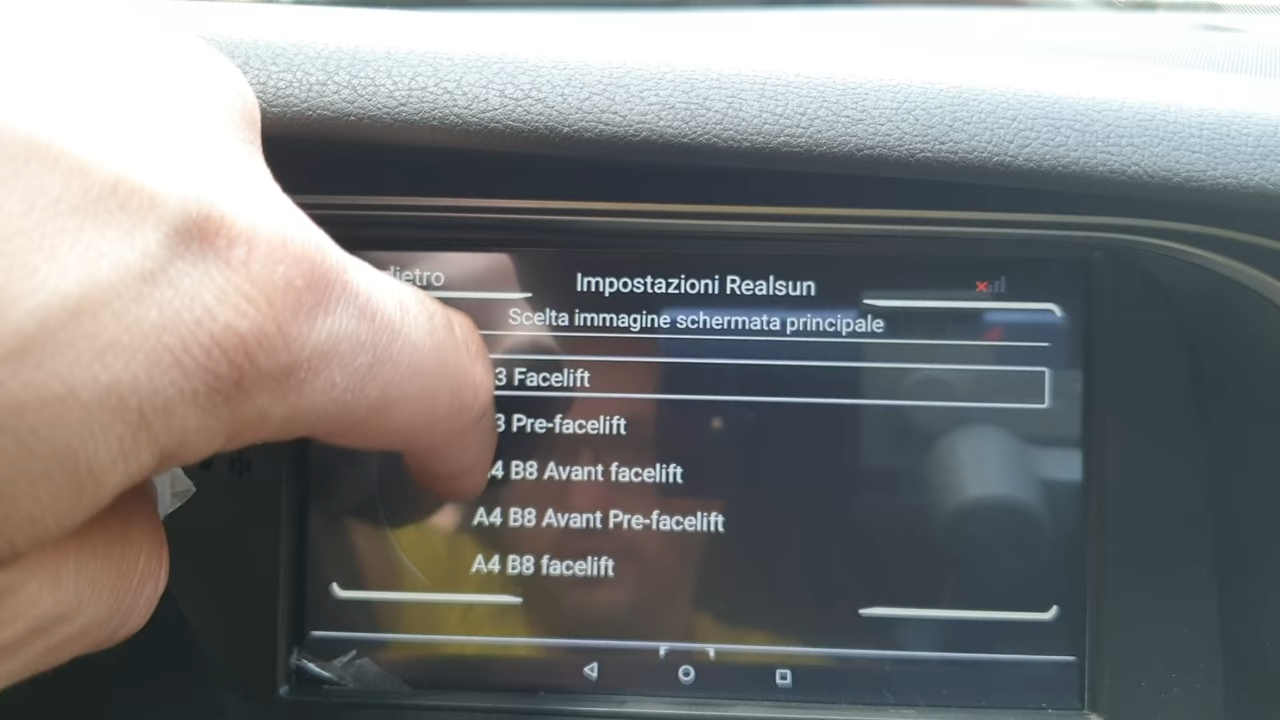 Impostazioni Realsun
Scelta immagine schermata principale
3 Facelift
3 Pre-facelift
4 B8 Avant facelift
A4 B8 Avant Pre-facelift
A4 B8 facelift